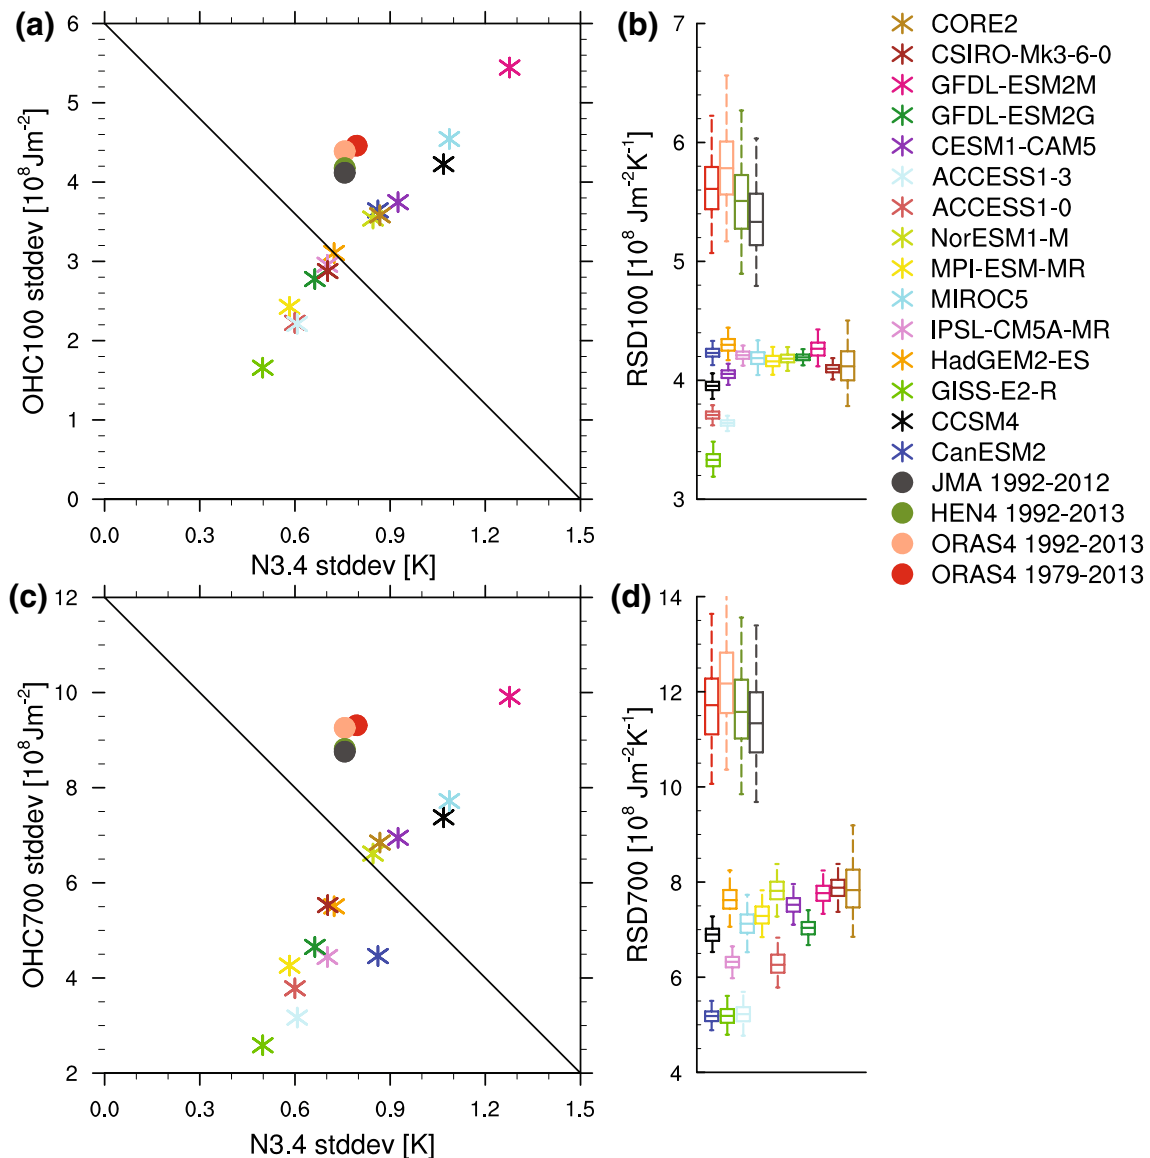 (a)
OHC100 stddev [10⁸Jm⁻²]
6
5
4
3
2
1
0
0.0 0.3 0.6 0.9 1.2 1.5
N3.4 stddev [K]
(b)
RSD100 [10⁸ Jm⁻²K⁻¹]
7
6
5
4
3
CORE2
CSIRO-Mk3-6-0
GFDL-ESM2M
GFDL-ESM2G
CESM1-CAM5
ACCESS1-3
ACCESS1-0
NorESM1-M
MPI-ESM-MR
MIROC5
IPSL-CM5A-MR
HadGEM2-ES
GISS-E2-R
CCSM4
CanESM2
JMA 1992-2012
HEN4 1992-2013
ORAS4 1992-2013
ORAS4 1979-2013
(c)
OHC700 stddev [10⁸Jm⁻²]
12
10
8
6
4
2
0.0 0.3 0.6 0.9 1.2 1.5
N3.4 stddev [K]
(d)
RSD700 [10⁸ Jm⁻²K⁻¹]
14
12
10
8
6
4